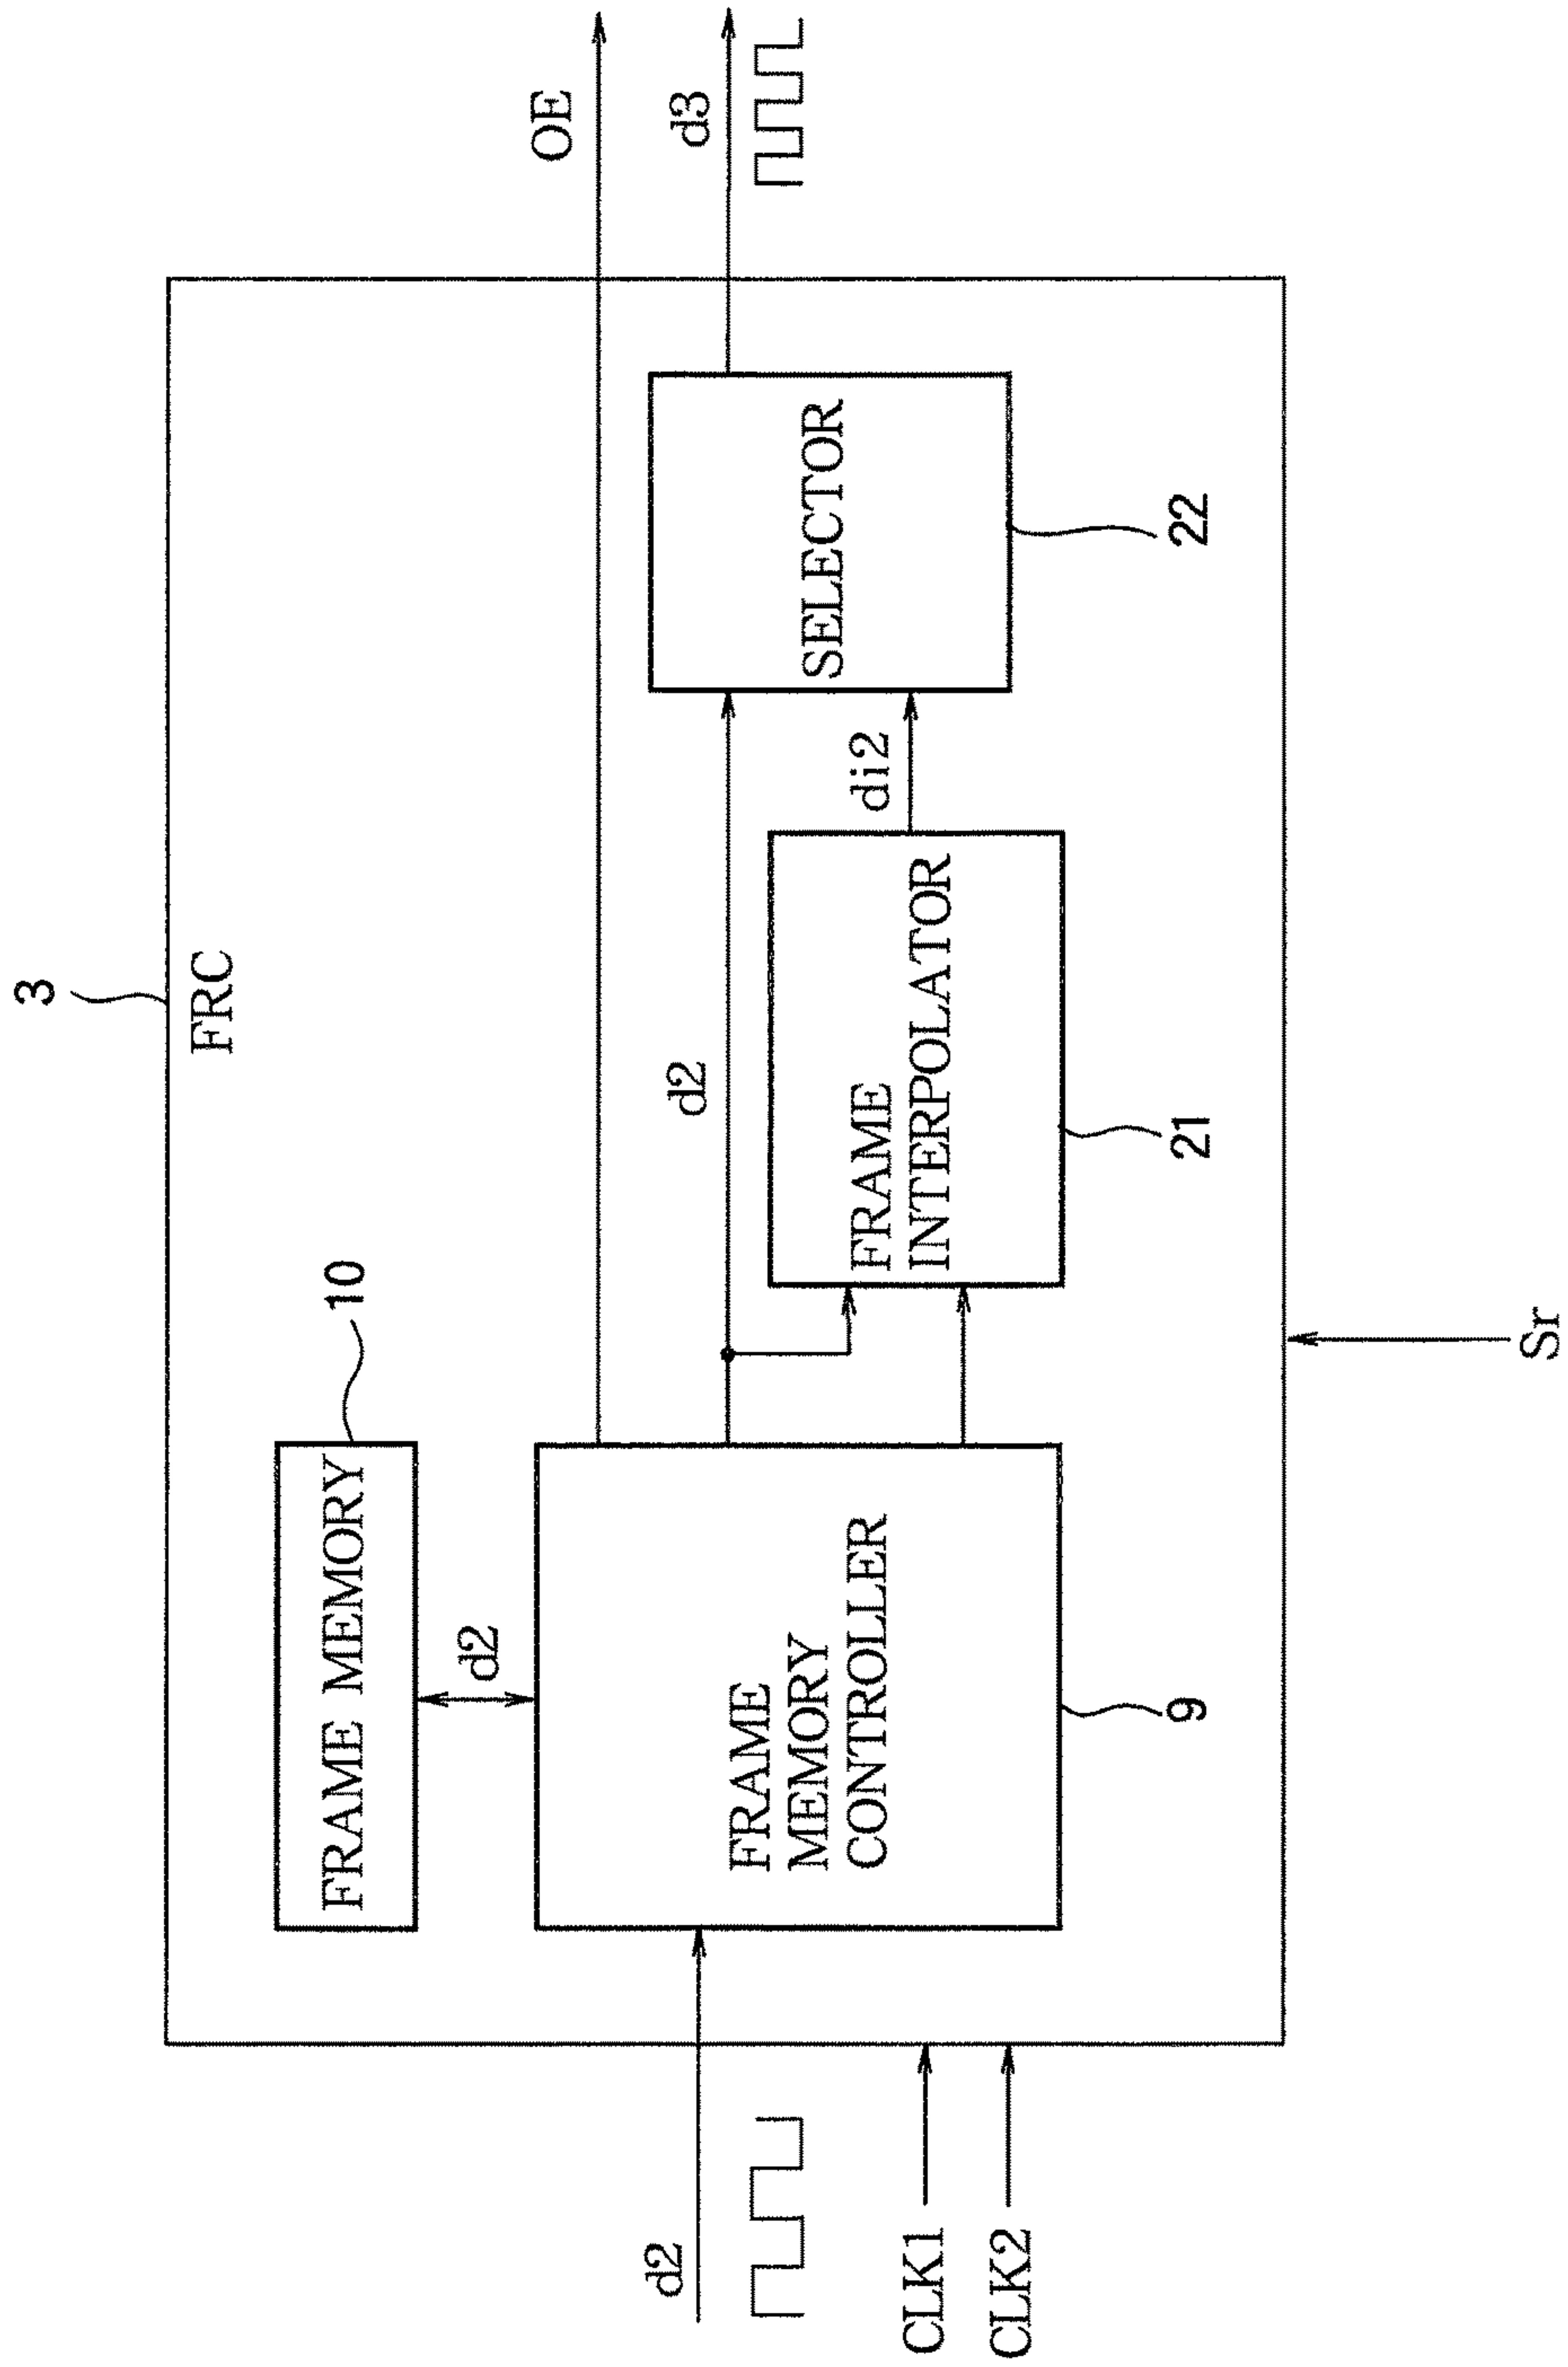 3
FRC
10
FRAME MEMORY
d2
OE
d3
d2
d2
FRAME
MEMORY
CONTROLLER
9
FRAME
INTERPOLATOR
21
di2
SELECTOR
22
CLK1
CLK2
Sr